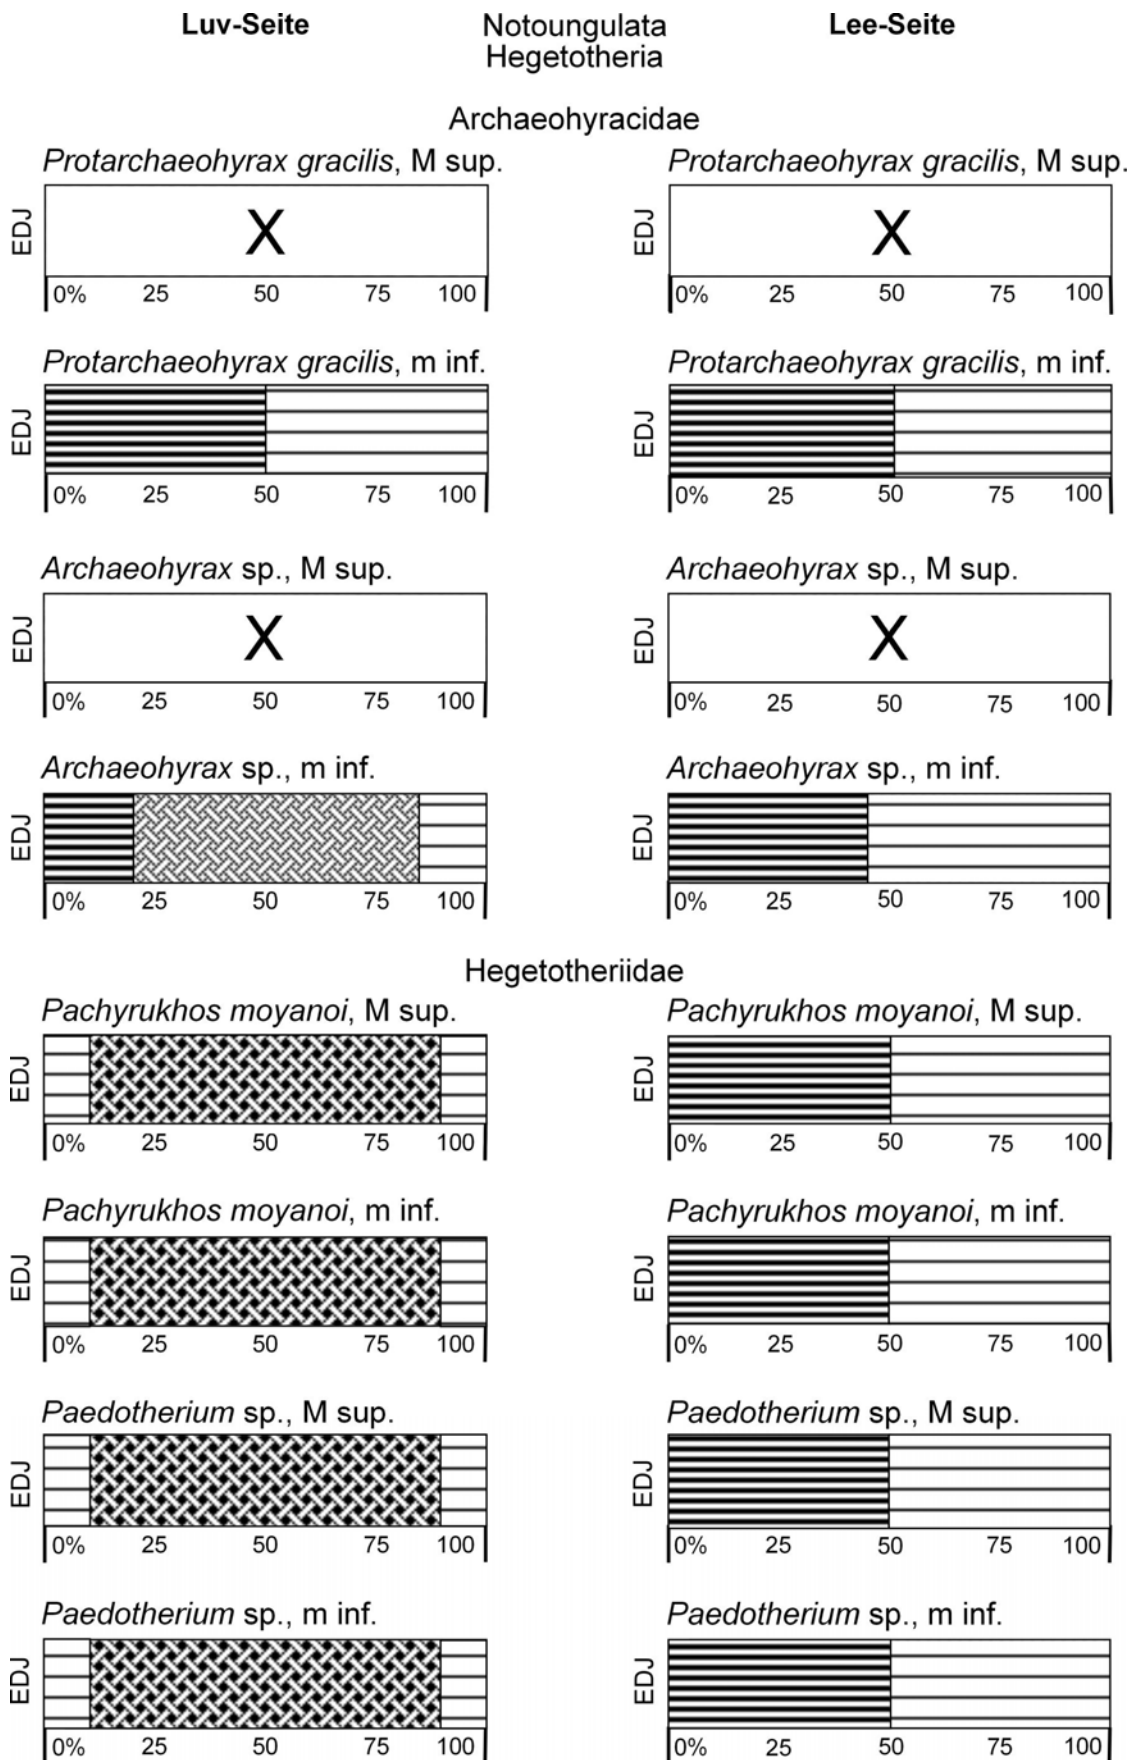 Luv-Seite Notoungulata Lee-Seite
Hegetotheria
Archaeohyracidae
Protarchaeohyrax gracilis, M sup. Protarchaeohyrax gracilis, M sup.
EDJ X EDJ X
0% 25 50 75 100 0% 25 50 75 100
Protarchaeohyrax gracilis, m inf. Protarchaeohyrax gracilis, m inf.
EDJ EDJ
0% 25 50 75 100 0% 25 50 75 100
Archaeohyrax sp., M sup. Archaeohyrax sp., M sup.
EDJ X EDJ X
0% 25 50 75 100 0% 25 50 75 100
Archaeohyrax sp., m inf. Archaeohyrax sp., m inf.
EDJ EDJ
0% 25 50 75 100 0% 25 50 75 100
Hegetotheriidae
Pachyrukhos moyanoi, M sup. Pachyrukhos moyanoi, M sup.
EDJ EDJ
0% 25 50 75 100 0% 25 50 75 100
Pachyrukhos moyanoi, m inf. Pachyrukhos moyanoi, m inf.
EDJ EDJ
0% 25 50 75 100 0% 25 50 75 100
Paedotherium sp., M sup. Paedotherium sp., M sup.
EDJ EDJ
0% 25 50 75 100 0% 25 50 75 100
Paedotherium sp., m inf. Paedotherium sp., m inf.
EDJ EDJ
0% 25 50 75 100 0% 25 50 75 100